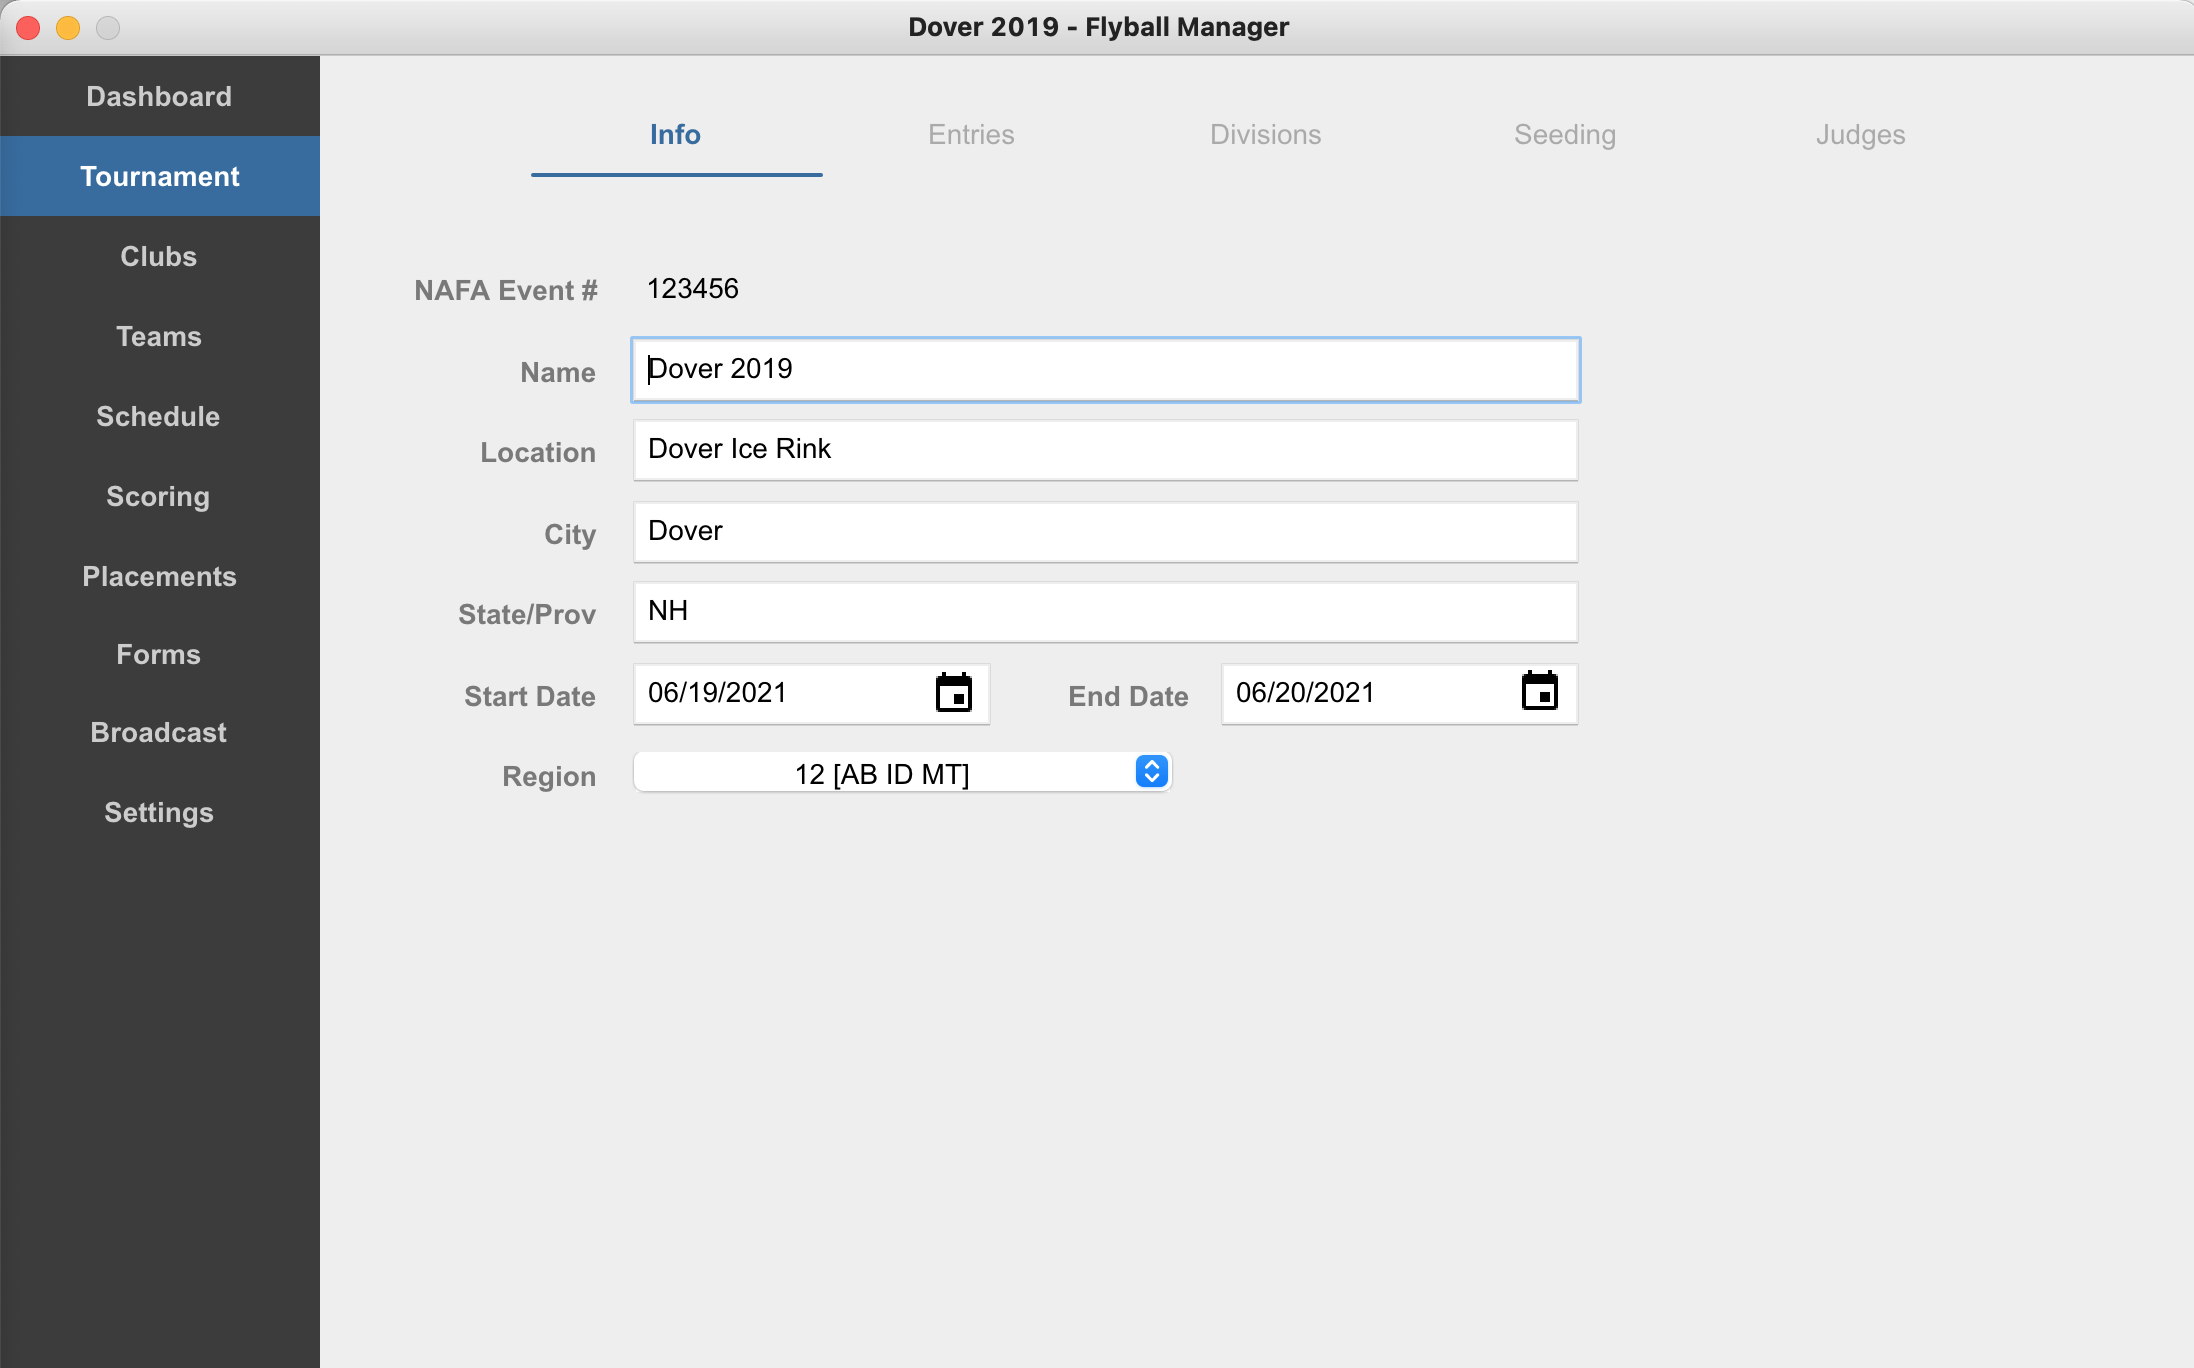 Dover 2019 - Flyball Manager
Dashboard
Tournament
Clubs
Teams
Schedule
Scoring
Placements
Forms
Broadcast
Settings
Info Entries Divisions Seeding Judges
NAFA Event # 123456
Name Dover 2019
Location Dover Ice Rink
City Dover
State/Prov NH
Start Date 06/19/2021 End Date 06/20/2021
Region 12 [AB ID MT]